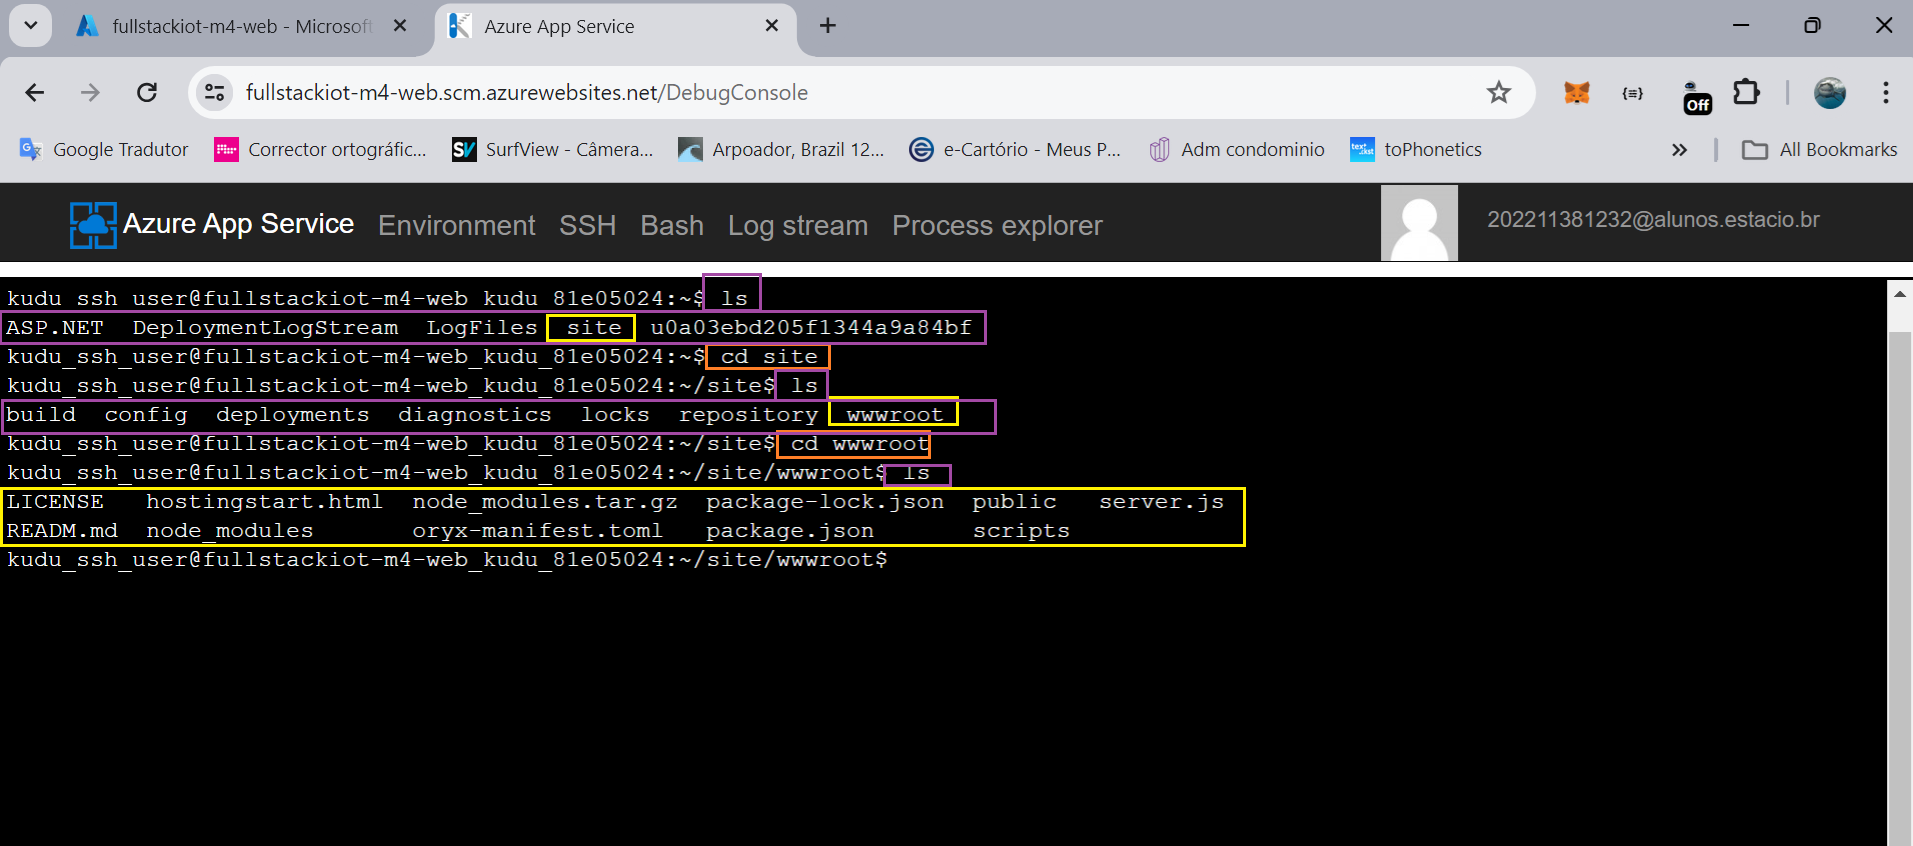 fullstackiot-m4-web - Microsoft
Azure App Service
fullstackiot-m4-web.scm.azurewebsites.net/DebugConsole
Off
Google Tradutor
Corrector ortográfic...
SurfView - Câmera...
Arpoador, Brazil 12...
e-Cartório - Meus P...
Adm condominio
toPhonetics
All Bookmarks
Azure App Service Environment SSH Bash Log stream Process explorer
202211381232@alunos.estacio.br
kudu_ssh_user@fullstackiot-m4-web_kudu_81e05024:~$ ls
ASP.NET DeploymentLogStream LogFiles site u0a03ebd205f1344a9a84bf
kudu_ssh_user@fullstackiot-m4-web_kudu_81e05024:~$ cd site
kudu_ssh_user@fullstackiot-m4-web_kudu_81e05024:~/site$ ls
build config deployments diagnostics locks repository wwwroot
kudu_ssh_user@fullstackiot-m4-web_kudu_81e05024:~/site$ cd wwwroot
kudu_ssh_user@fullstackiot-m4-web_kudu_81e05024:~/site/wwwroot$ ls
LICENSE hostingstart.html node_modules.tar.gz package-lock.json public server.js
READM.md node_modules oryx-manifest.toml package.json scripts
kudu_ssh_user@fullstackiot-m4-web_kudu_81e05024:~/site/wwwroot$